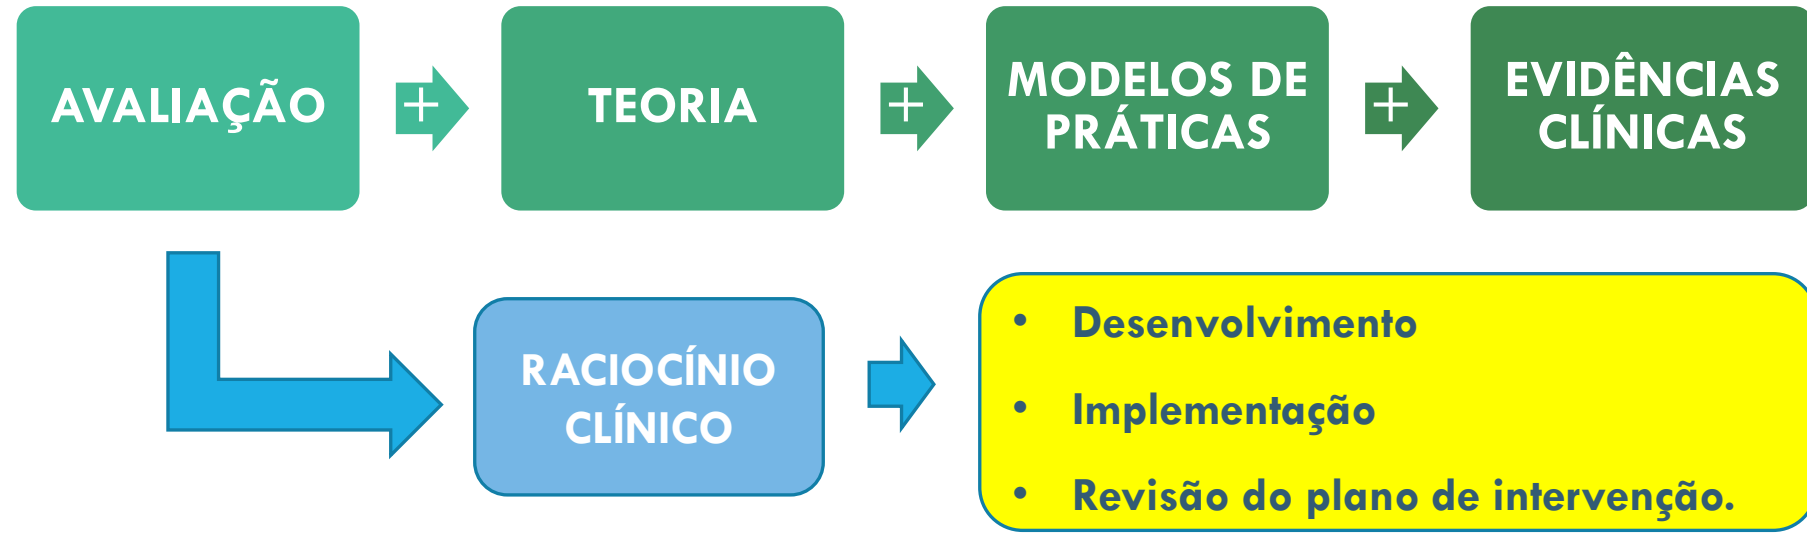 AVALIAÇÃO
+
TEORIA
+
MODELOS DE
PRÁTICAS
+
EVIDÊNCIAS
CLÍNICAS
RACIOCÍNIO
CLÍNICO
• Desenvolvimento
• Implementação
• Revisão do plano de intervenção.